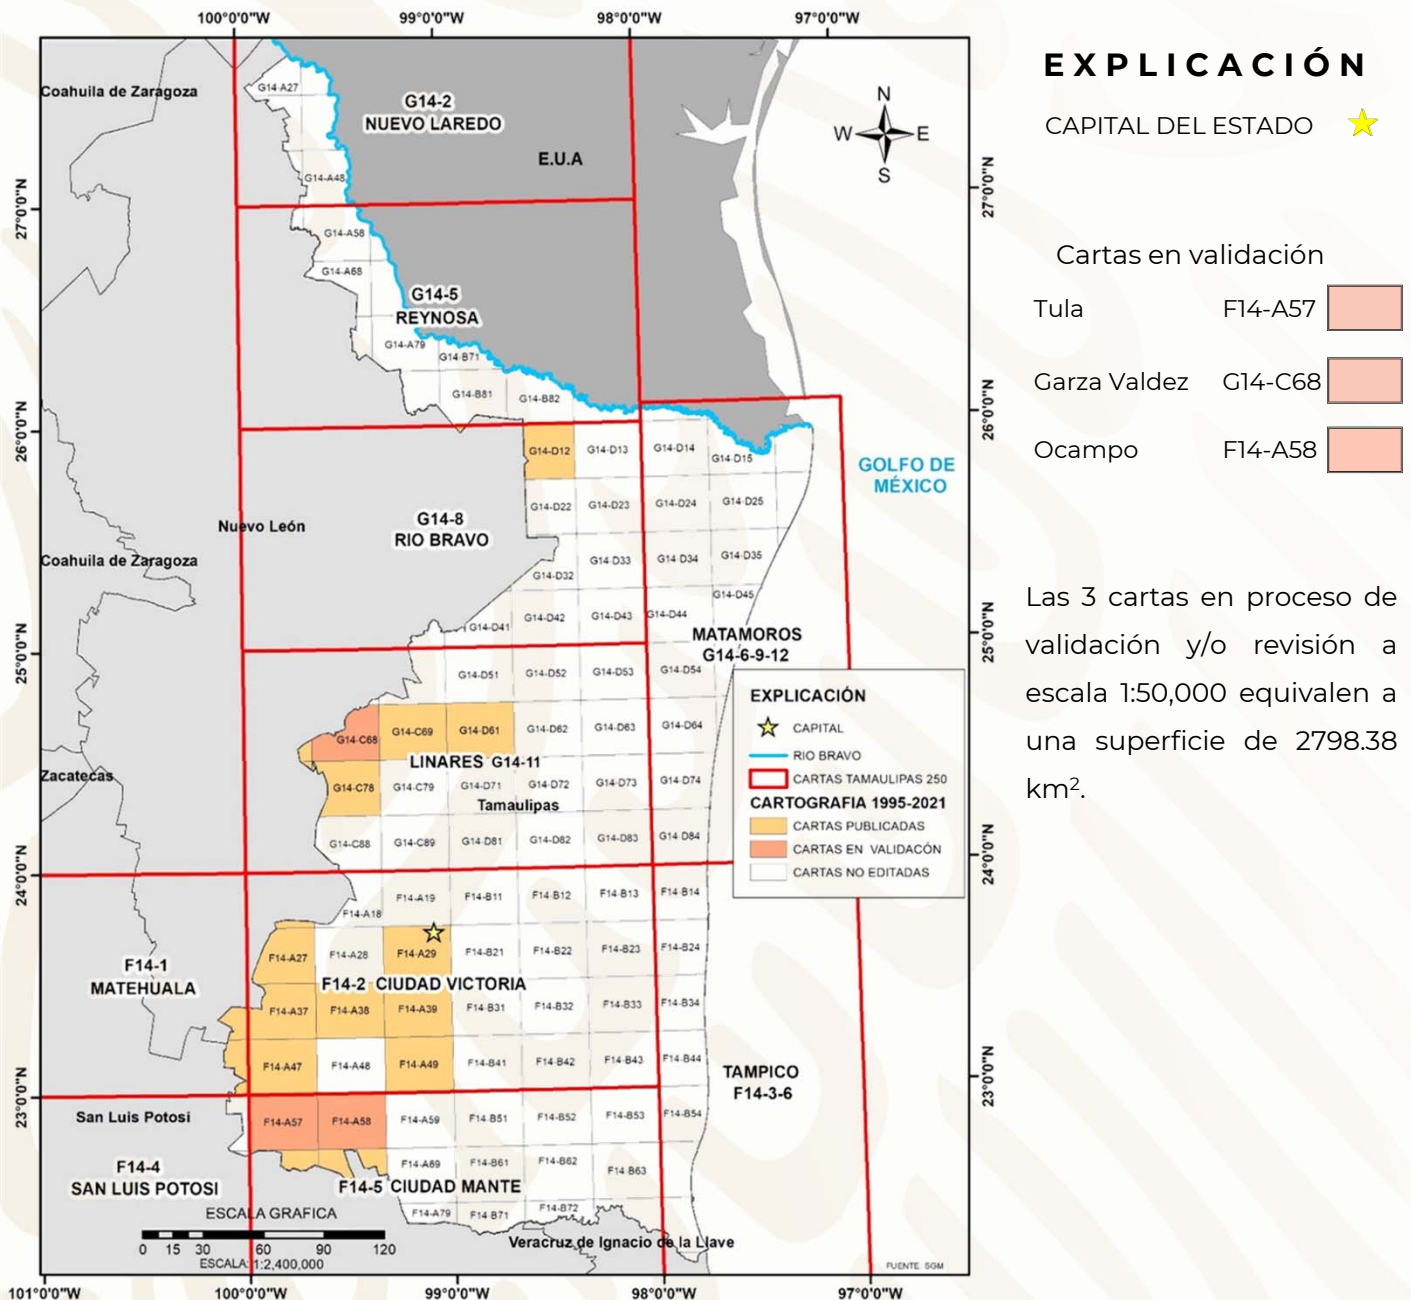 100°0'0"W 99°0'0"W 98°0'0"W 97°0'0"W
27°0'0"N
26°0'0"N
25°0'0"N
24°0'0"N
23°0'0"N
Coahuila de Zaragoza
G14-A27
G14-2
NUEVO LAREDO
E.U.A
N
W E
S
G14-A48
G14-A58
G14-A68
G14-5
REYNOSA
G14-A79
G14-B71
G14-B81
G14-B82
G14-D12 G14-D13 G14-D14 G14-D15
GOLFO DE
MÉXICO
G14-D22 G14-D23 G14-D24 G14-D25
Nuevo León
G14-8
RIO BRAVO
Coahuila de Zaragoza
G14-D32 G14-D33 G14-D34 G14-D35
G14-D41 G14-D42 G14-D43 G14-D44 G14-D45
MATAMOROS
G14-6-9-12
G14-D51 G14-D52 G14-D53 G14-D54
G14-C68 G14-C69 G14-D61 G14-D62 G14-D63 G14-D64
LINARES G14-11
Zacatecas
G14-C78 G14-C79 G14-D71 G14-D72 G14-D73 G14-D74
Tamaulipas
G14-C88 G14-C89 G14-D81 G14-D82 G14-D83 G14-D84
EXPLICACIÓN
CAPITAL
RIO BRAVO
CARTAS TAMAULIPAS 250
CARTOGRAFIA 1995-2021
CARTAS PUBLICADAS
CARTAS EN VALIDACÓN
CARTAS NO EDITADAS
F14-A18 F14-A19 F14-B11 F14-B12 F14-B13 F14-B14
F14-A27 F14-A28 F14-A29 F14-B21 F14-B22 F14-B23 F14-B24
F14-1
MATEHUALA
F14-2 CIUDAD VICTORIA
F14-A37 F14-A38 F14-A39 F14-B31 F14-B32 F14-B33 F14-B34
F14-A47 F14-A48 F14-A49 F14-B41 F14-B42 F14-B43 F14-B44
TAMPICO
F14-3-6
San Luis Potosi
F14-A57 F14-A58 F14-A59 F14-B51 F14-B52 F14-B53 F14-B54
F14-4
SAN LUIS POTOSI
F14-A69 F14-B61 F14-B62 F14-B63
F14-5 CIUDAD MANTE
F14-A79 F14-B71 F14-B72
Veracruz de Ignacio de la Llave
ESCALA GRAFICA
0 15 30 60 90 120
ESCALA: 1:2,400,000
FUENTE: SGM
27°0'0"N
26°0'0"N
25°0'0"N
24°0'0"N
23°0'0"N
101°0'0"W 100°0'0"W 99°0'0"W 98°0'0"W 97°0'0"W
EXPLICACIÓN
CAPITAL DEL ESTADO
Cartas en validación
Tula F14-A57
Garza Valdez G14-C68
Ocampo F14-A58
Las 3 cartas en proceso de
validación y/o revisión a
escala 1:50,000 equivalen a
una superficie de 2798.38
km².